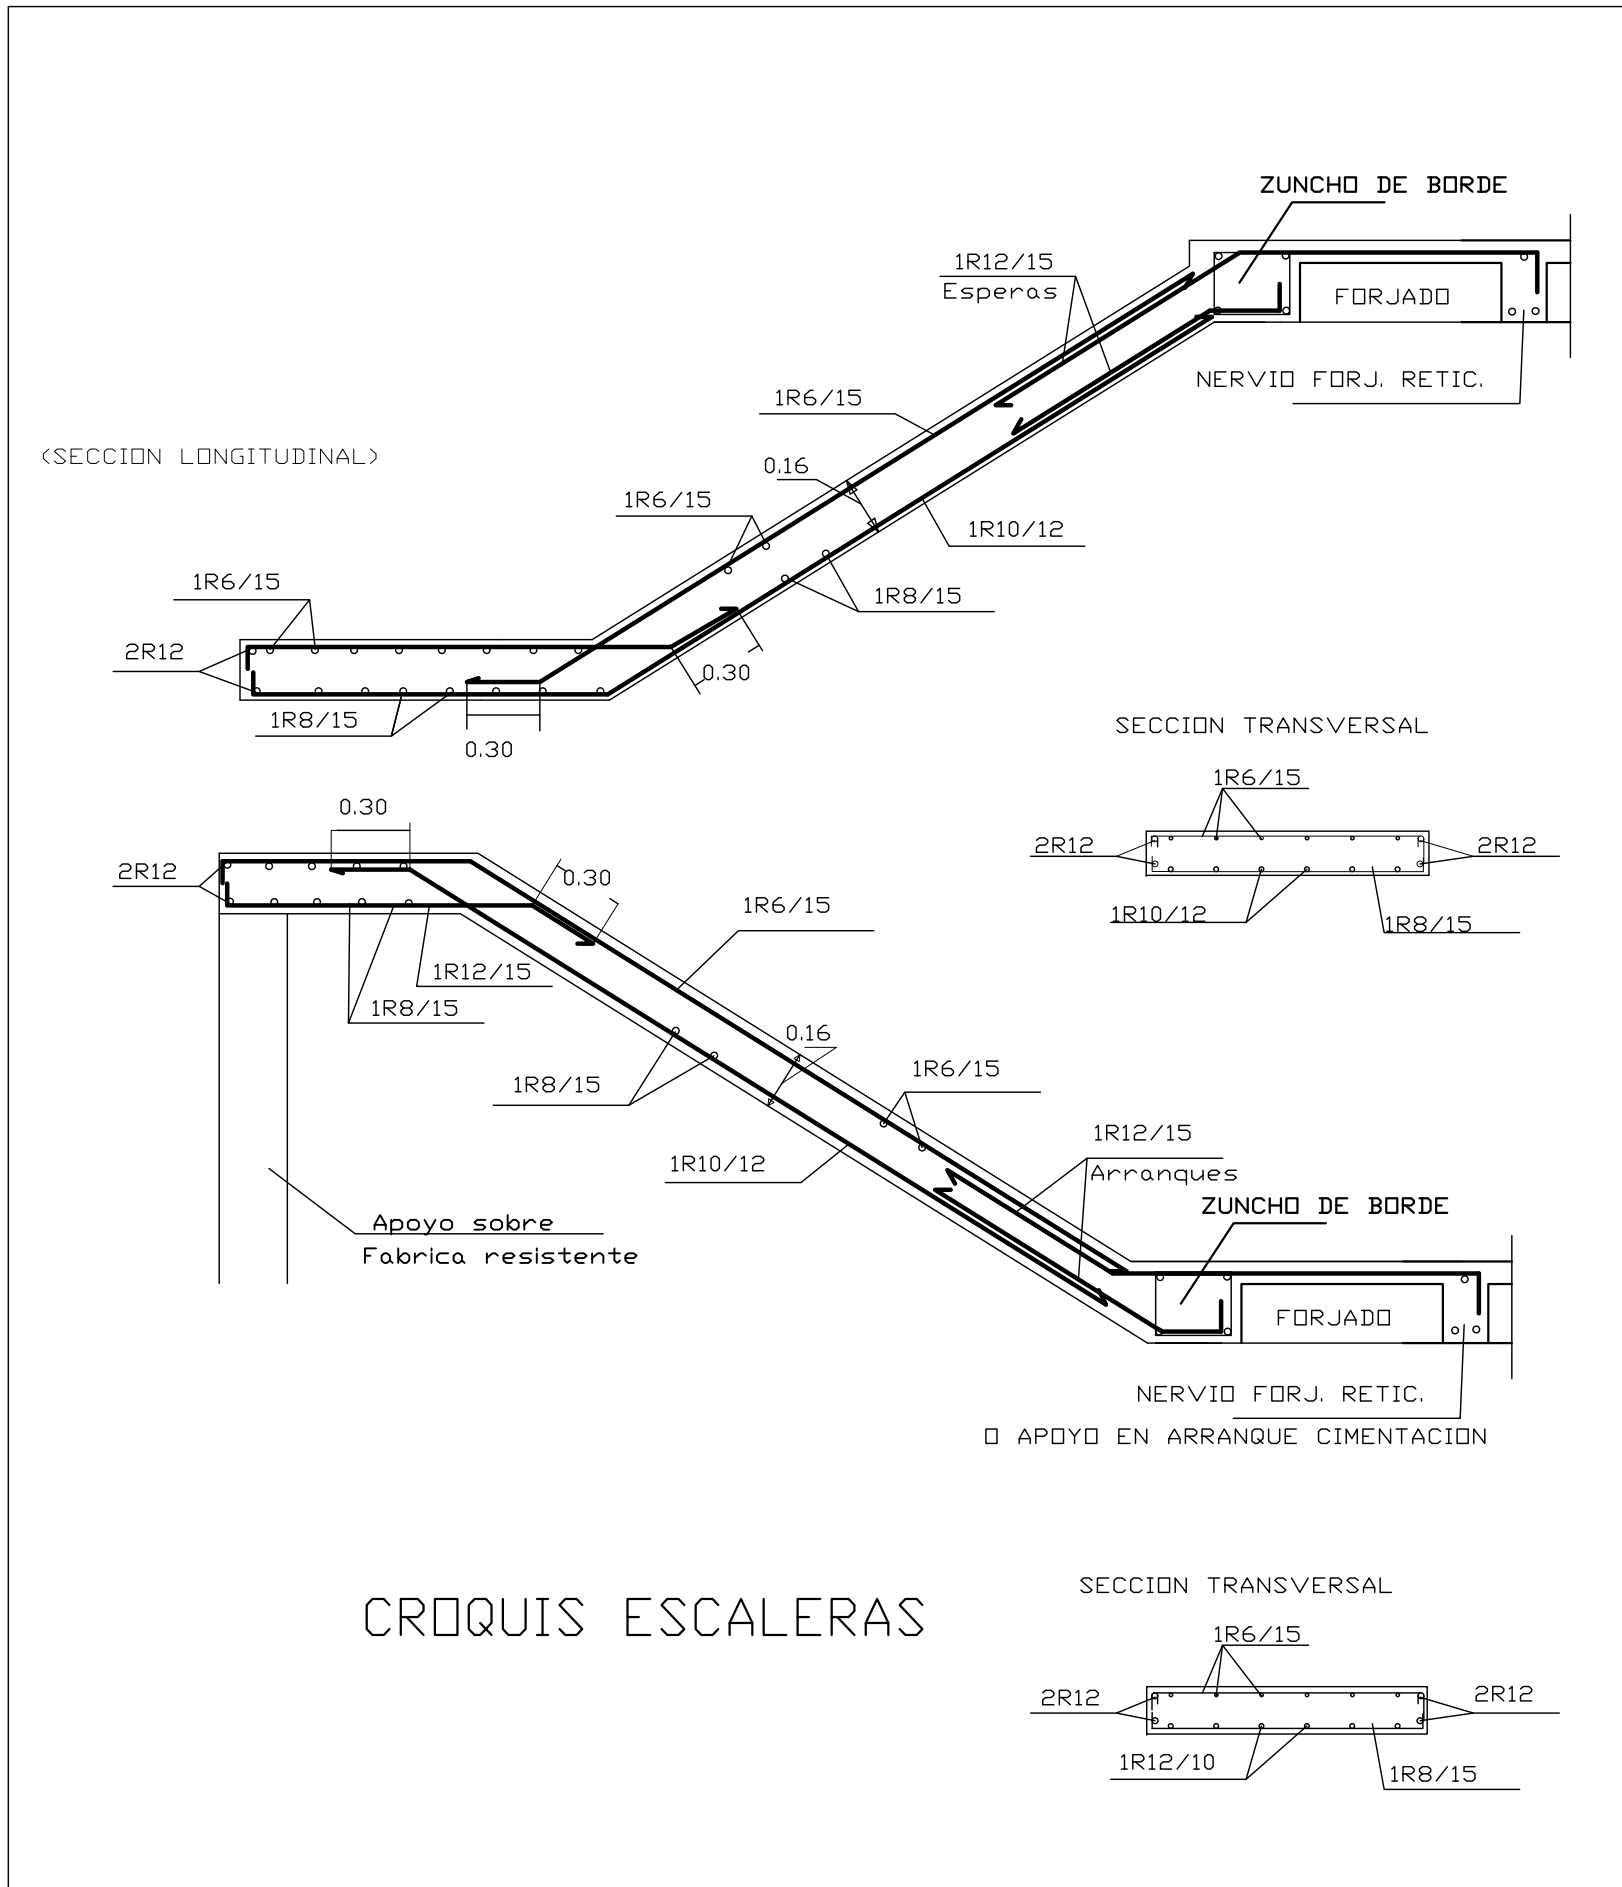 ZUNCHO DE BORDE
1R12/15
Esperas
FORJADO
NERVIO FORJ. RETIC.
1R6/15
(SECCION LONGITUDINAL)
0.16
1R6/15
1R10/12
1R6/15
1R8/15
2R12
0.30
1R8/15
0.30
SECCION TRANSVERSAL
1R6/15
2R12
2R12
1R10/12
1R8/15
0.30
2R12
0.30
1R6/15
1R12/15
1R8/15
0.16
1R8/15
1R6/15
1R12/15
Arranques
1R10/12
ZUNCHO DE BORDE
Apoyo sobre
Fabrica resistente
FORJADO
NERVIO FORJ. RETIC.
O APOYO EN ARRANQUE CIMENTACION
CROQUIS ESCALERAS
SECCION TRANSVERSAL
1R6/15
2R12
2R12
1R12/10
1R8/15